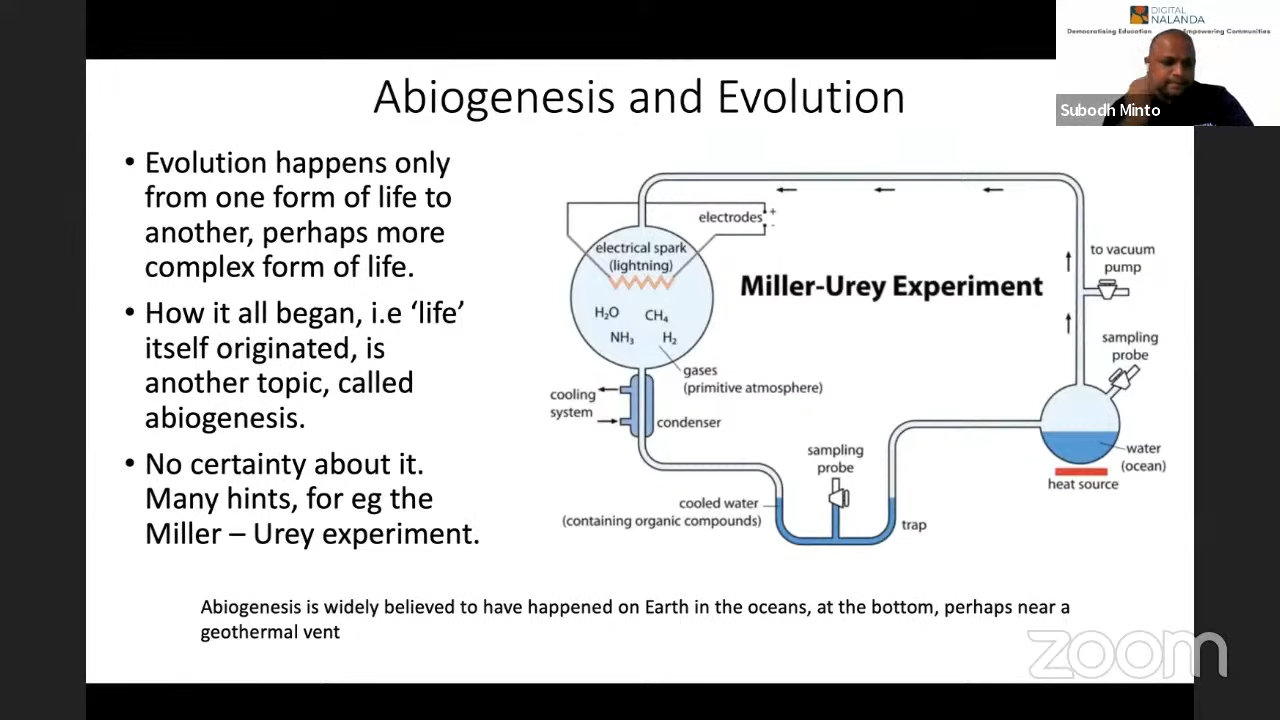 DIGITAL
NALANDA
Democratising Education Empowering Communities
Subodh Minto
Abiogenesis and Evolution
• Evolution happens only
from one form of life to
another, perhaps more
complex form of life.
• How it all began, i.e ‘life’
itself originated, is
another topic, called
abiogenesis.
• No certainty about it.
Many hints, for eg the
Miller – Urey experiment.
electrodes
+
-
electrical spark
(lightning)
Miller-Urey Experiment
to vacuum
pump
H₂O CH₄
NH₃ H₂
gases
(primitive atmosphere)
sampling
probe
cooling
system
condenser
water
(ocean)
heat source
sampling
probe
cooled water
(containing organic compounds)
trap
Abiogenesis is widely believed to have happened on Earth in the oceans, at the bottom, perhaps near a
geothermal vent
zoom